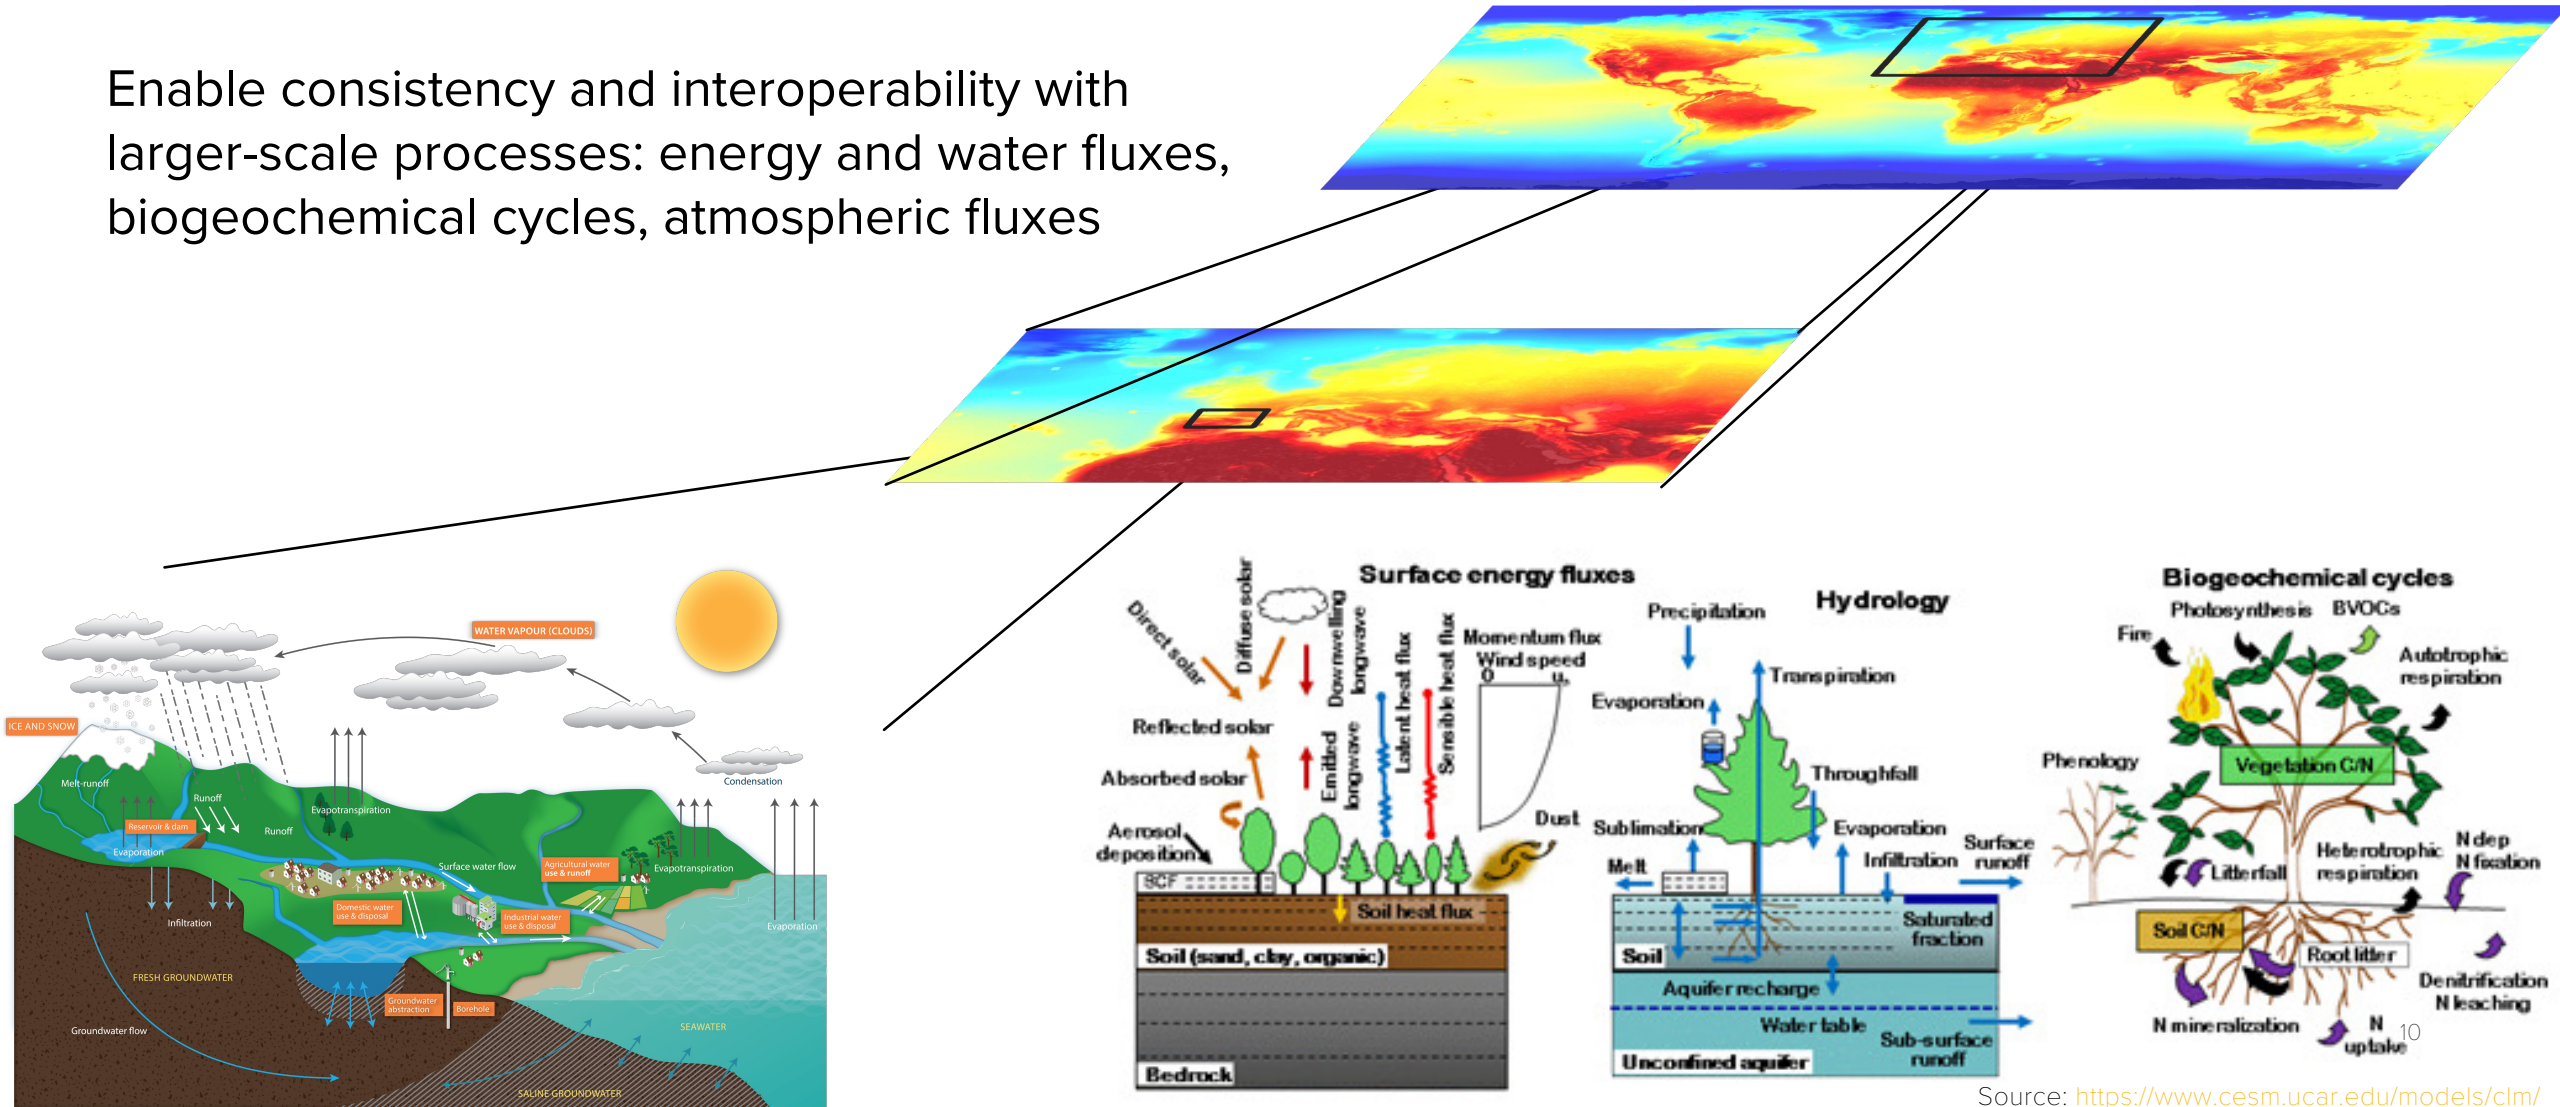 Enable consistency and interoperability with
larger-scale processes: energy and water fluxes,
biogeochemical cycles, atmospheric fluxes
WATER VAPOUR (CLOUDS)
ICE AND SNOW
Condensation
Melt-runoff
Runoff
Evapotranspiration
Reservoir & dam
Runoff
Evaporation
Surface water flow
Agricultural water
use & runoff
Evapotranspiration
Domestic water
use & disposal
Industrial water
use & disposal
Infiltration
Evaporation
FRESH GROUNDWATER
Groundwater
abstraction
Borehole
Groundwater flow
SEAWATER
SALINE GROUNDWATER
Surface energy fluxes
Direct solar
Diffuse solar
Downwelling
longwave
Latent heat flux
Sensible heat flux
Momentum flux
Wind speed
0
Reflected solar
Absorbed solar
Emitted
longwave
Aerosol
deposition
SCF
Dust
Soil heat flux
Soil (sand, clay, organic)
Bedrock
Hydrology
Precipitation
Transpiration
Evaporation
Throughfall
Sublimation
Evaporation
Melt
Infiltration
Surface
runoff
Saturated
fraction
Soil
Aquifer recharge
Water table
Sub-surface
runoff
Unconfined aquifer
Biogeochemical cycles
Photosynthesis
BVOCs
Fire
Autotrophic
respiration
Phenology
Vegetation C/N
Heterotrophic
respiration
N dep
N fixation
Litterfall
Soil C/N
Root litter
Denitrification
N leaching
N mineralization
N
uptake
10
Source: https://www.cesm.ucar.edu/models/clm/